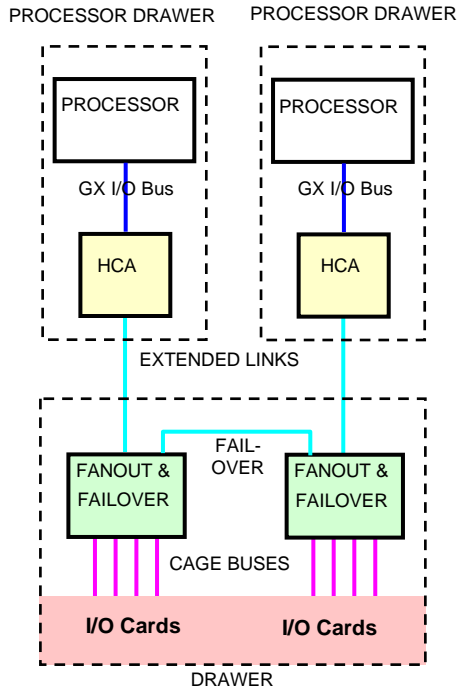 PROCESSOR DRAWER
PROCESSOR DRAWER
PROCESSOR
PROCESSOR
GX I/O Bus
GX I/O Bus
HCA
HCA
EXTENDED LINKS
FAIL-
OVER
FANOUT &
FAILOVER
FANOUT &
FAILOVER
CAGE BUSES
I/O Cards
I/O Cards
DRAWER